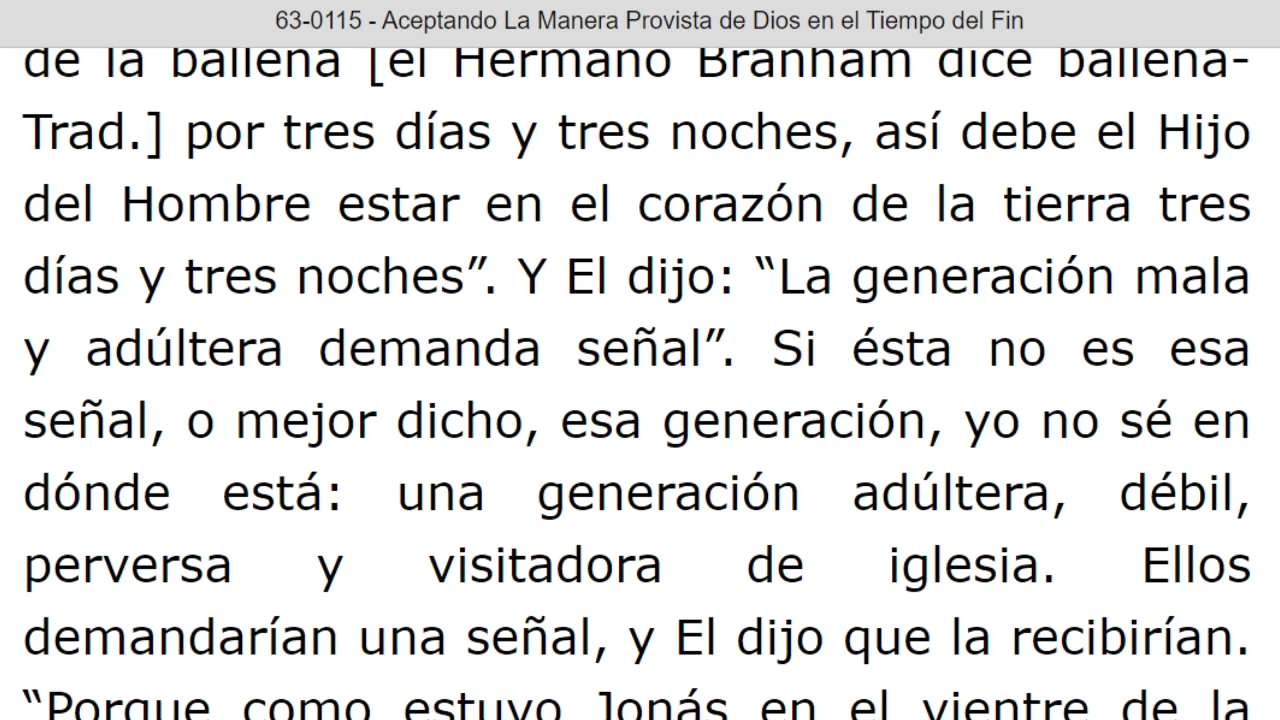 63-0115 - Aceptando La Manera Provista de Dios en el Tiempo del Fin
de la ballena [el Hermano Branham dice ballena-
Trad.] por tres días y tres noches, así debe el Hijo
del Hombre estar en el corazón de la tierra tres
días y tres noches”. Y El dijo: “La generación mala
y adúltera demanda señal”. Si ésta no es esa
señal, o mejor dicho, esa generación, yo no sé en
dónde está: una generación adúltera, débil,
perversa y visitadora de iglesia. Ellos
demandarían una señal, y El dijo que la recibirían.
“Porque como estuvo Jonás en el vientre de la